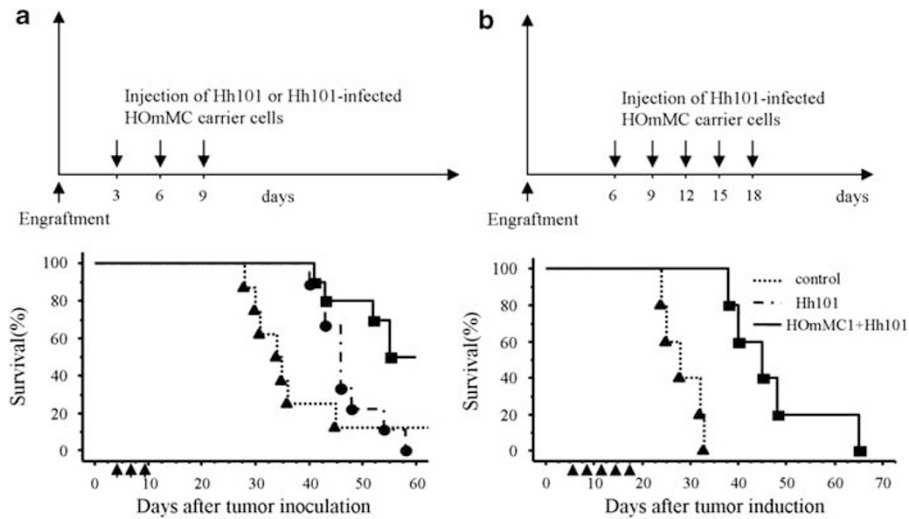 a
Injection of Hh101 or Hh101-infected
HOmMC carrier cells
3 6 9 days
Engraftment
100
80
60
40
20
0
Survival(%)
0 10 20 30 40 50 60
Days after tumor inoculation
b
Injection of Hh101-infected
HOmMC carrier cells
6 9 12 15 18 days
Engraftment
100
80
60
40
20
0
Survival(%)
control
Hh101
HOmMC1+Hh101
0 10 20 30 40 50 60 70
Days after tumor induction